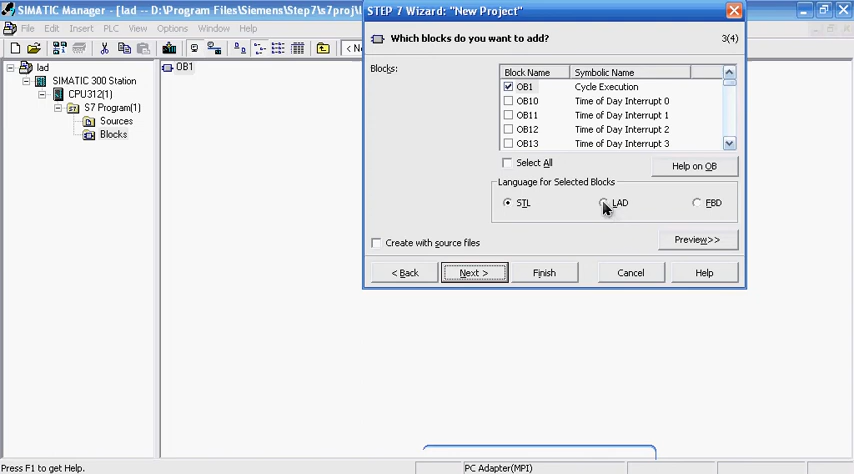 SIMATIC Manager - [lad -- D:\Program Files\Siemens\Step7\s7proj\l
File Edit Insert PLC View Options Window Help
< Ne
lad
SIMATIC 300 Station
CPU312(1)
S7 Program(1)
Sources
Blocks
OB1
STEP 7 Wizard: "New Project"
Which blocks do you want to add? 3(4)
Blocks:
Block Name Symbolic Name
OB1 Cycle Execution
OB10 Time of Day Interrupt 0
OB11 Time of Day Interrupt 1
OB12 Time of Day Interrupt 2
OB13 Time of Day Interrupt 3
Select All
Help on OB
Language for Selected Blocks
STL LAD FBD
Create with source files
Preview>>
< Back Next > Finish Cancel Help
Press F1 to get Help. PC Adapter(MPI)